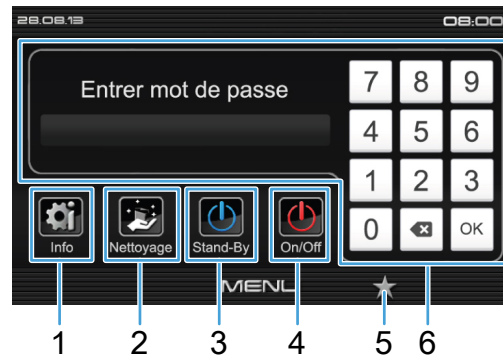 28.08.13 08:00
Entrer mot de passe
7 8 9
4 5 6
1 2 3
0 OK
Info Nettoyage Stand-By On/Off
MENU
1 2 3 4 5 6